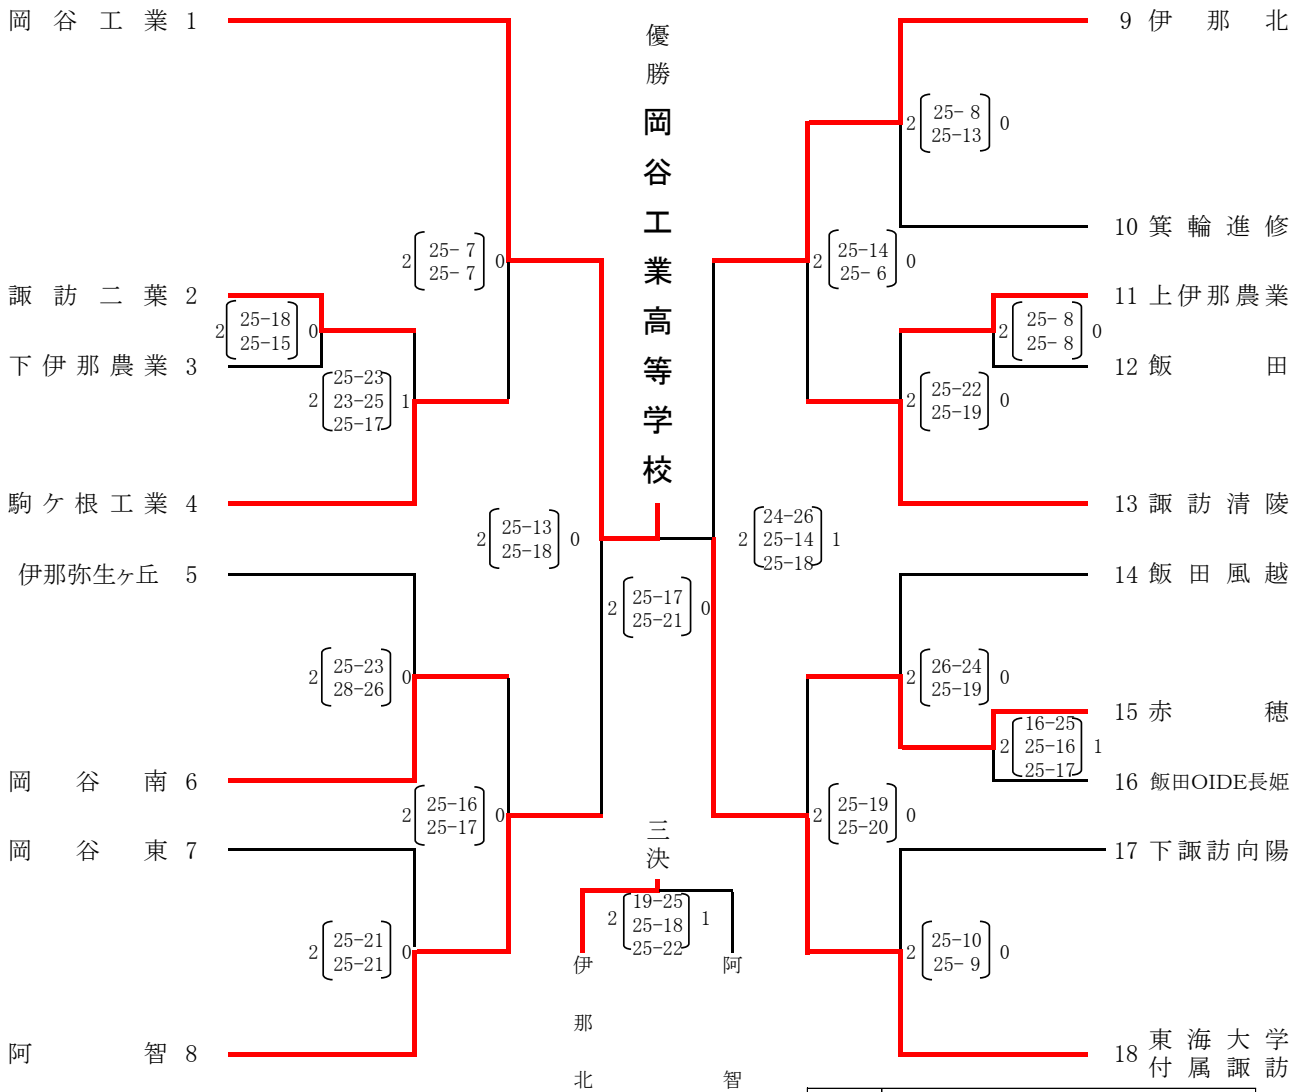 岡谷工業 1
諏訪二葉 2
下伊那農業 3
駒ケ根工業 4
伊那弥生ヶ丘 5
岡谷南 6
岡谷東 7
阿智 8
2 25-18 0
25-15
25-23
2 23-25 1
25-17
2 25-7 0
25-7
2 25-23 0
28-26
2 25-21 0
25-21
2 25-16 0
25-17
2 25-13 0
25-18
優勝
岡谷工業高等学校
2 25-17 0
25-21
三決
19-25
2 25-18 1
25-22
伊那北
阿智
24-26
2 25-14 1
25-18
2 25-14 0
25-6
2 25-19 0
25-20
2 25-8 0
25-13
2 25-8 0
25-8
2 25-22 0
25-19
2 26-24 0
25-19
16-25
2 25-16 1
25-17
2 25-10 0
25-9
9 伊那北
10 箕輪進修
11 上伊那農業
12 飯田
13 諏訪清陵
14 飯田風越
15 赤穂
16 飯田OIDE長姫
17 下諏訪向陽
18 東海大学
付属諏訪